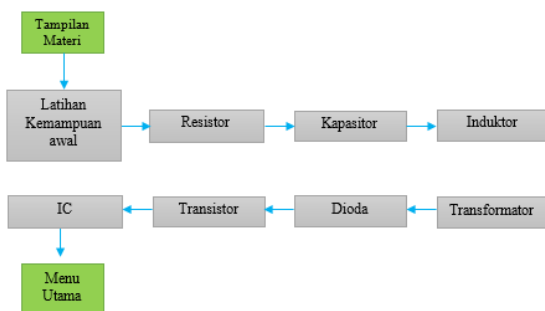 Tampilan
Materi
Latihan
Kemampuan
awal
Resistor
Kapasitor
Induktor
Transformator
Dioda
Transistor
IC
Menu
Utama